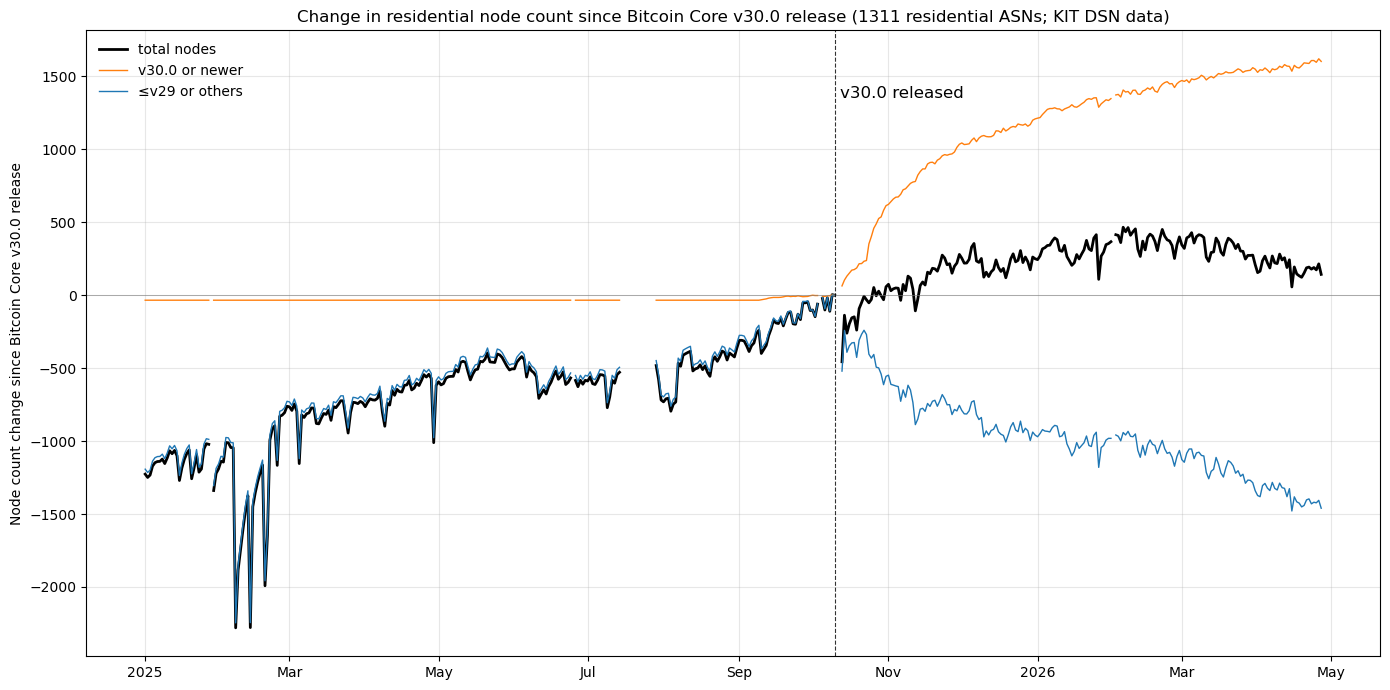 Change in residential node count since Bitcoin Core v30.0 release (1311 residential ASNs; KIT DSN data)
total nodes
v30.0 or newer
≤v29 or others
v30.0 released
Node count change since Bitcoin Core v30.0 release
1500
1000
500
0
−500
−1000
−1500
−2000
2025
Mar
May
Jul
Sep
Nov
2026
Mar
May